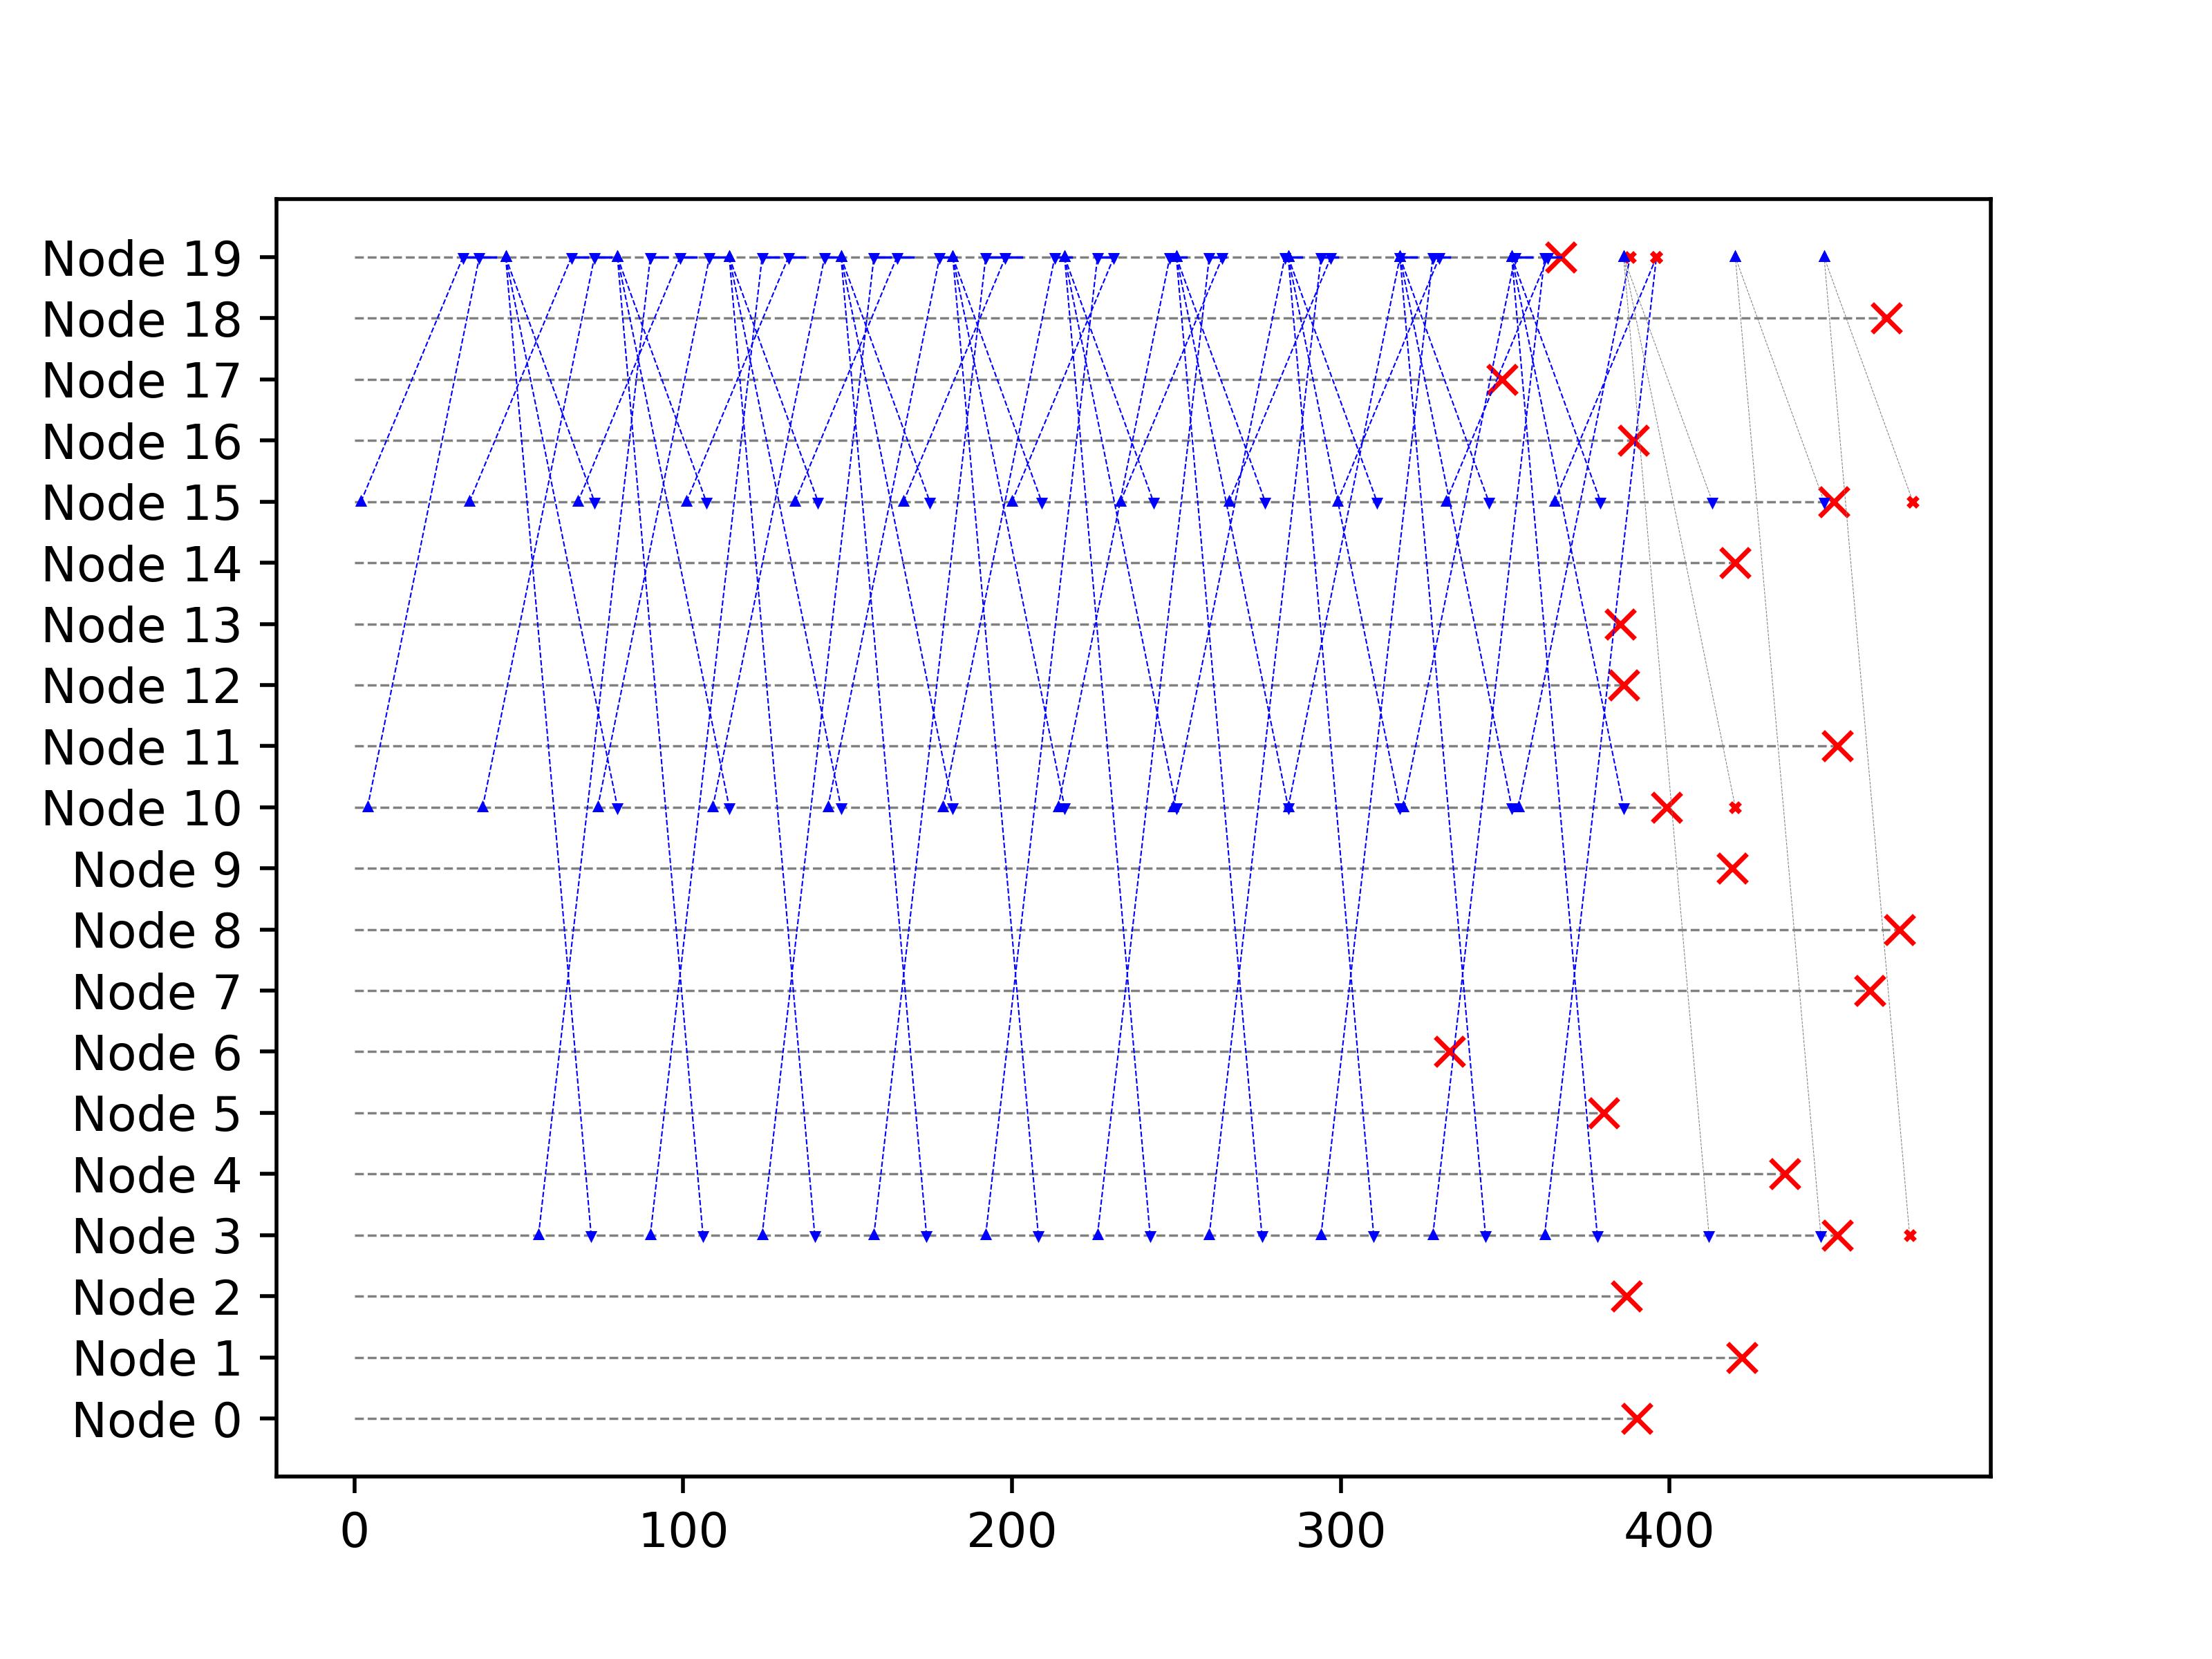 Node 19
Node 18
Node 17
Node 16
Node 15
Node 14
Node 13
Node 12
Node 11
Node 10
Node 9
Node 8
Node 7
Node 6
Node 5
Node 4
Node 3
Node 2
Node 1
Node 0
0 100 200 300 400